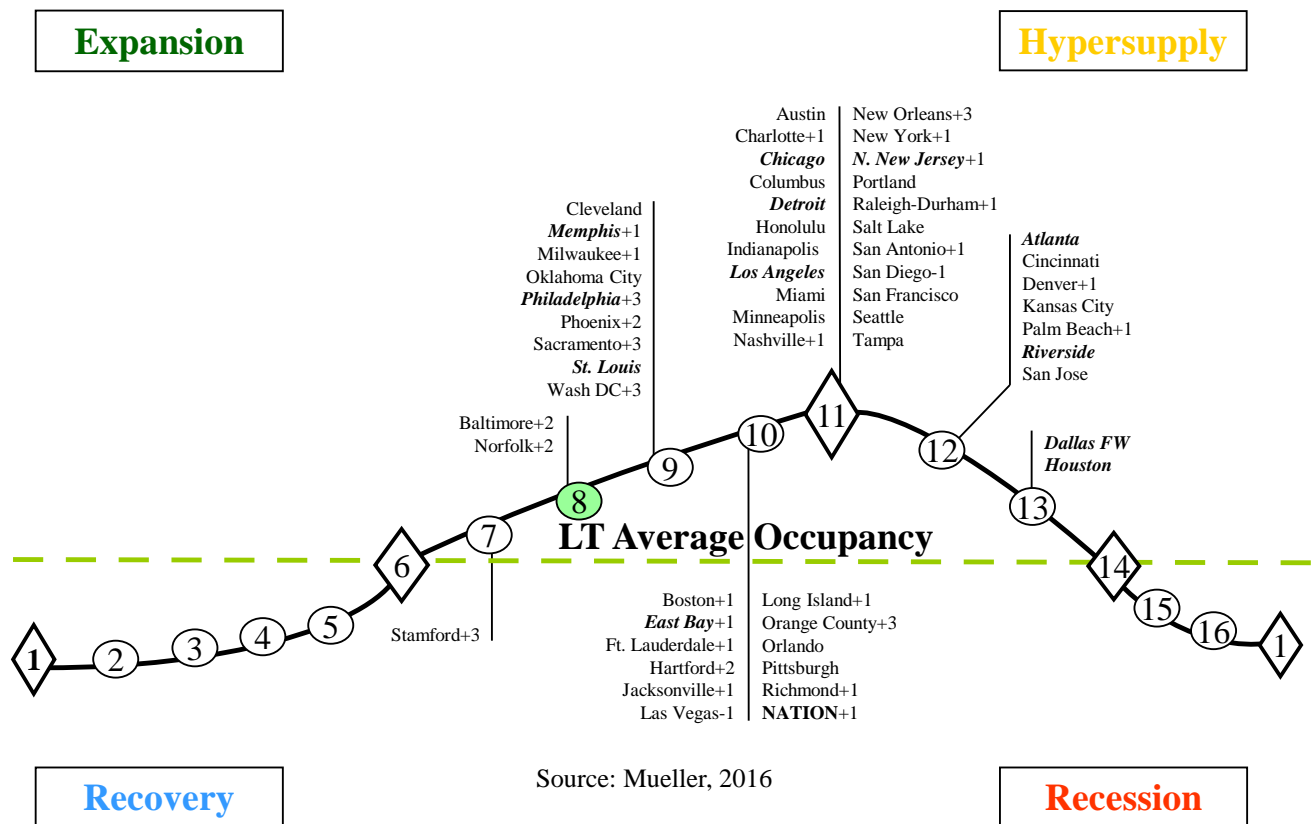 Expansion
Hypersupply
Austin
Charlotte+1
Chicago
Columbus
Detroit
Honolulu
Indianapolis
Los Angeles
Miami
Minneapolis
Nashville+1
New Orleans+3
New York+1
N. New Jersey+1
Portland
Raleigh-Durham+1
Salt Lake
San Antonio+1
San Diego-1
San Francisco
Seattle
Tampa
Cleveland
Memphis+1
Milwaukee+1
Oklahoma City
Philadelphia+3
Phoenix+2
Sacramento+3
St. Louis
Wash DC+3
Atlanta
Cincinnati
Denver+1
Kansas City
Palm Beach+1
Riverside
San Jose
Baltimore+2
Norfolk+2
Dallas FW
Houston
1
2
3
4
5
6
7
8
9
10
11
12
13
14
15
16
1
LT Average Occupancy
Stamford+3
Boston+1
East Bay+1
Ft. Lauderdale+1
Hartford+2
Jacksonville+1
Las Vegas-1
Long Island+1
Orange County+3
Orlando
Pittsburgh
Richmond+1
NATION+1
Source: Mueller, 2016
Recovery
Recession